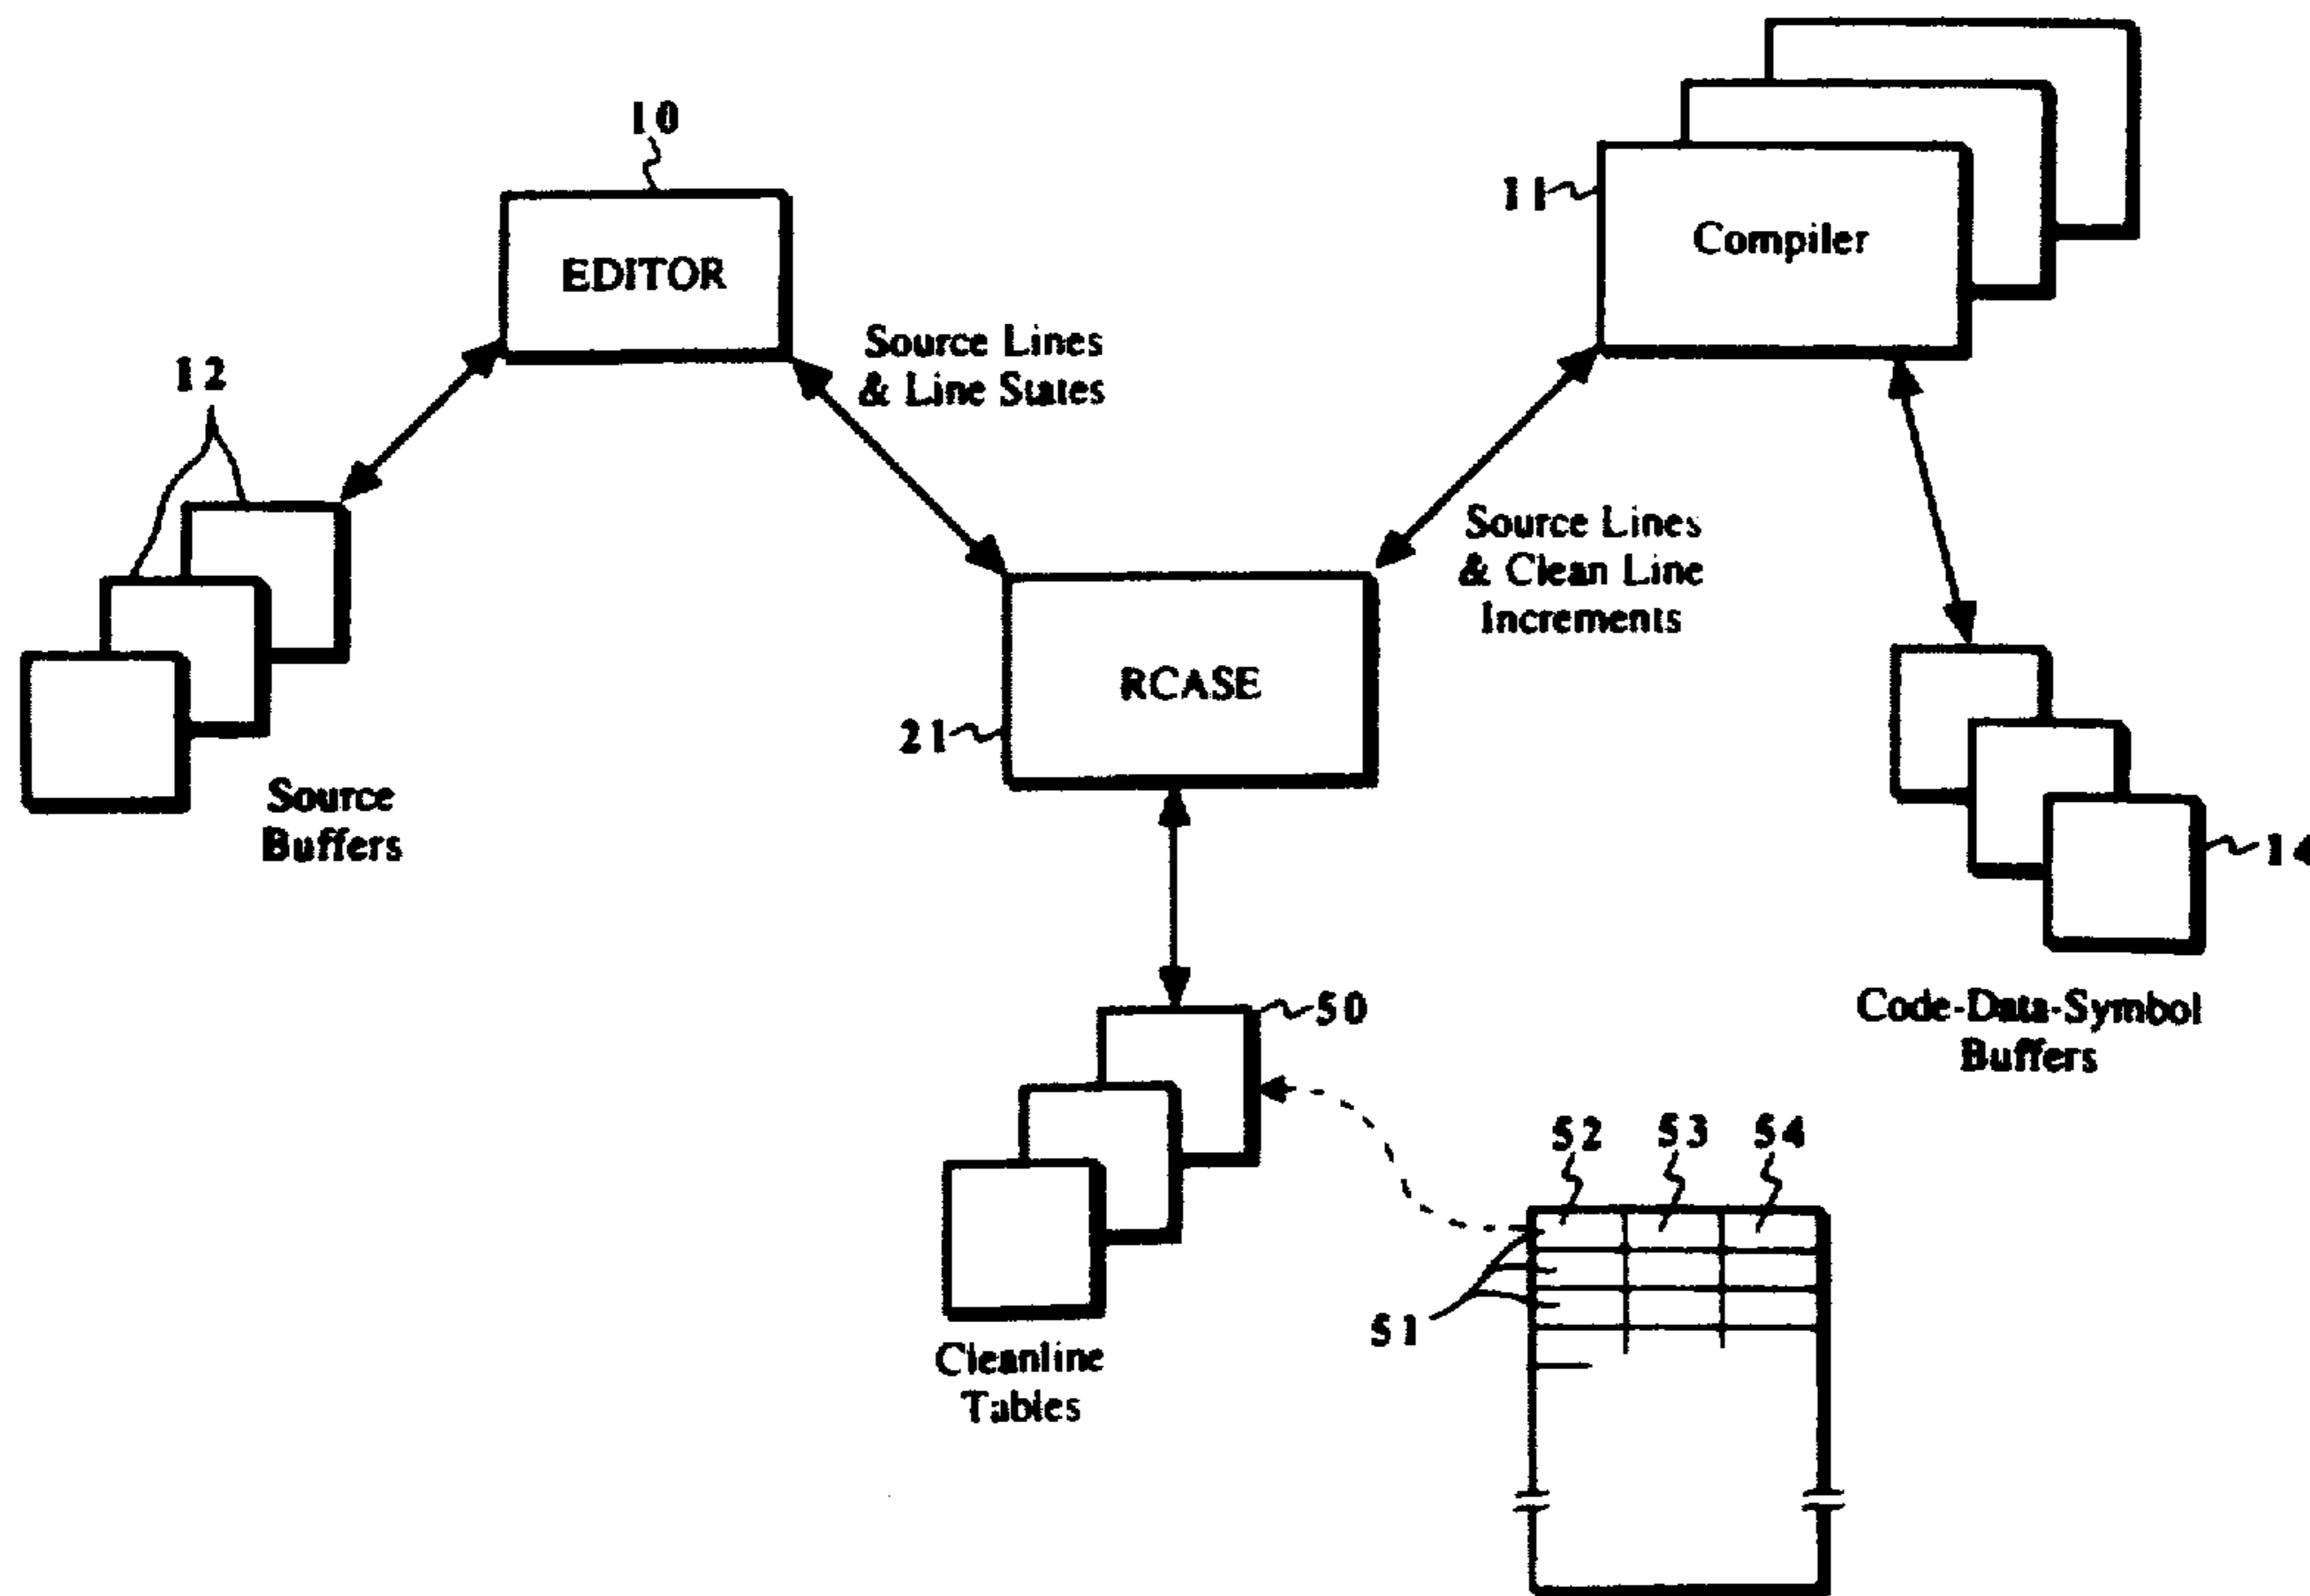 10
EDITOR
11
Compiler
Source Lines
& Line States
12
Source
Buffers
Source Lines
& Clean Line
Increments
RCASE
21
14
Code-Data-Symbol
Buffers
50
Cleanline
Tables
52 53 54
51